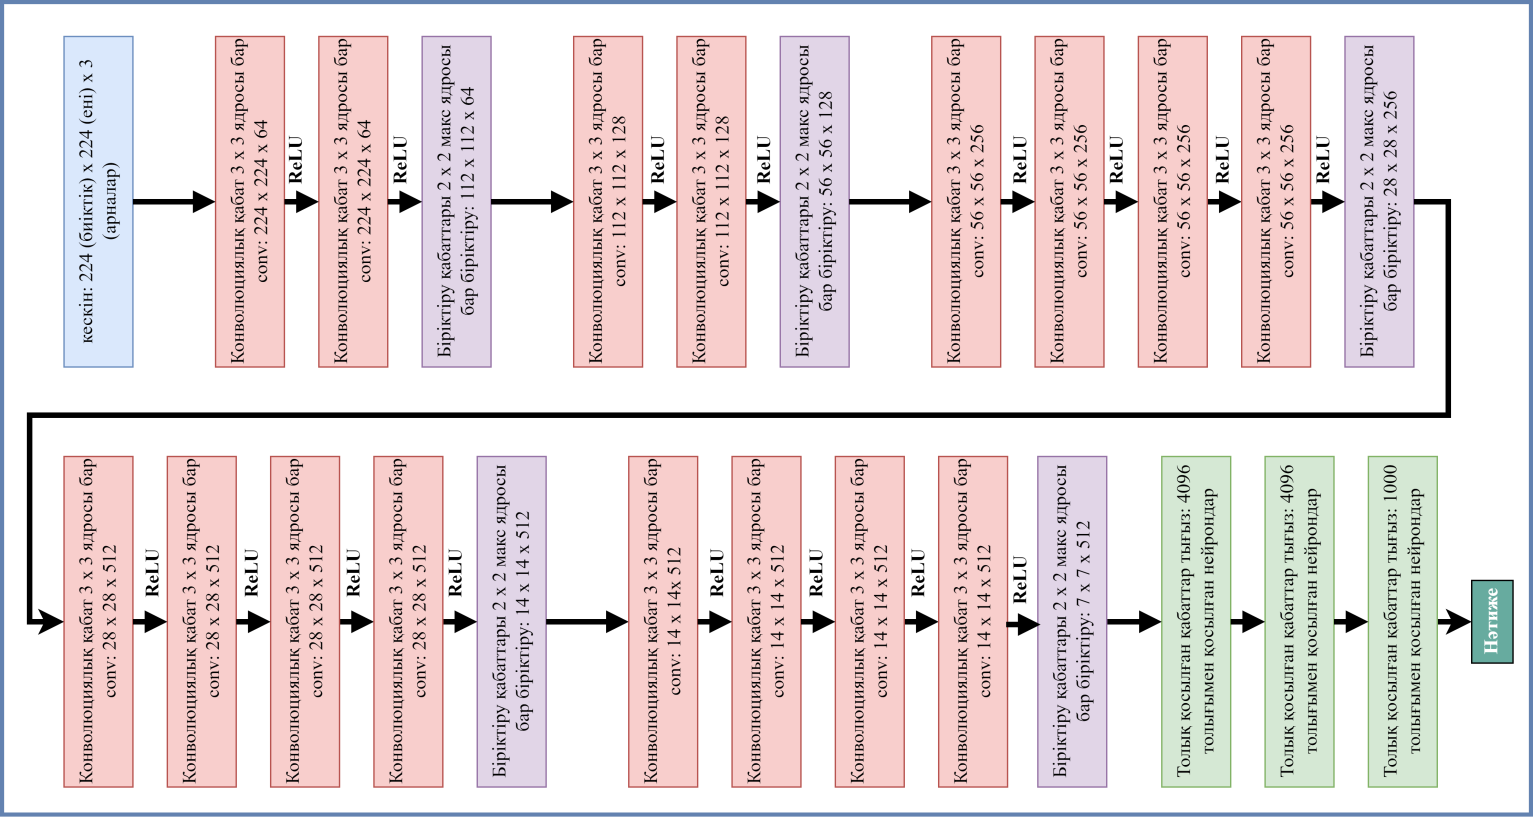 кескін: 224 (биіктік) x 224 (ені) x 3
(арналар)
Конволюциялық қабат 3 x 3 ядросы бар
conv: 224 x 224 x 64
ReLU
Конволюциялық қабат 3 x 3 ядросы бар
conv: 224 x 224 x 64
ReLU
Біріктіру қабаттары 2 x 2 макс ядросы
бар біріктіру: 112 x 112 x 64
Конволюциялық қабат 3 x 3 ядросы бар
conv: 112 x 112 x 128
ReLU
Конволюциялық қабат 3 x 3 ядросы бар
conv: 112 x 112 x 128
ReLU
Біріктіру қабаттары 2 x 2 макс ядросы
бар біріктіру: 56 x 56 x 128
Конволюциялық қабат 3 x 3 ядросы бар
conv: 56 x 56 x 256
ReLU
Конволюциялық қабат 3 x 3 ядросы бар
conv: 56 x 56 x 256
ReLU
Конволюциялық қабат 3 x 3 ядросы бар
conv: 56 x 56 x 256
ReLU
Конволюциялық қабат 3 x 3 ядросы бар
conv: 56 x 56 x 256
ReLU
Біріктіру қабаттары 2 x 2 макс ядросы
бар біріктіру: 28 x 28 x 256
Конволюциялық қабат 3 x 3 ядросы бар
conv: 28 x 28 x 512
ReLU
Конволюциялық қабат 3 x 3 ядросы бар
conv: 28 x 28 x 512
ReLU
Конволюциялық қабат 3 x 3 ядросы бар
conv: 28 x 28 x 512
ReLU
Конволюциялық қабат 3 x 3 ядросы бар
conv: 28 x 28 x 512
ReLU
Біріктіру қабаттары 2 x 2 макс ядросы
бар біріктіру: 14 x 14 x 512
Конволюциялық қабат 3 x 3 ядросы бар
conv: 14 x 14x 512
ReLU
Конволюциялық қабат 3 x 3 ядросы бар
conv: 14 x 14 x 512
ReLU
Конволюциялық қабат 3 x 3 ядросы бар
conv: 14 x 14 x 512
ReLU
Конволюциялық қабат 3 x 3 ядросы бар
conv: 14 x 14 x 512
ReLU
Біріктіру қабаттары 2 x 2 макс ядросы
бар біріктіру: 7 x 7 x 512
Толық қосылған қабаттар тығыз: 4096
толығымен қосылған нейрондар
Толық қосылған қабаттар тығыз: 4096
толығымен қосылған нейрондар
Толық қосылған қабаттар тығыз: 1000
толығымен қосылған нейрондар
Нәтиже